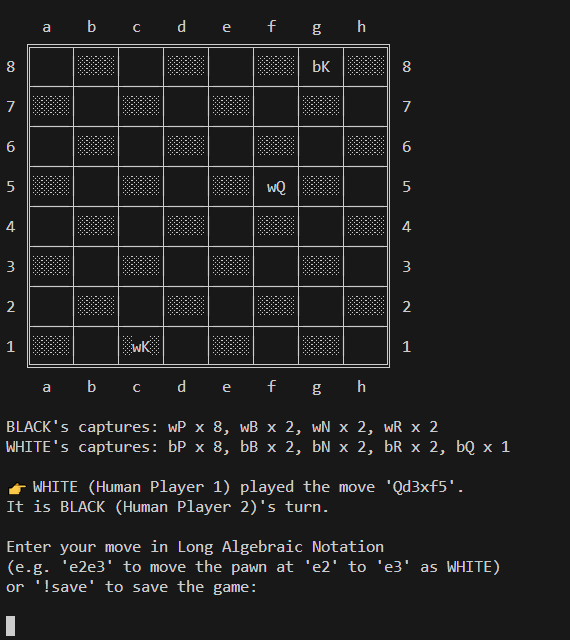 a b c d e f g h
8 bK 8
7 7
6 6
5 wQ 5
4 4
3 3
2 2
1 wK 1
a b c d e f g h
BLACK's captures: wP x 8, wB x 2, wN x 2, wR x 2
WHITE's captures: bP x 8, bB x 2, bN x 2, bR x 2, bQ x 1
👉 WHITE (Human Player 1) played the move 'Qd3xf5'.
It is BLACK (Human Player 2)'s turn.
Enter your move in Long Algebraic Notation
(e.g. 'e2e3' to move the pawn at 'e2' to 'e3' as WHITE)
or '!save' to save the game: